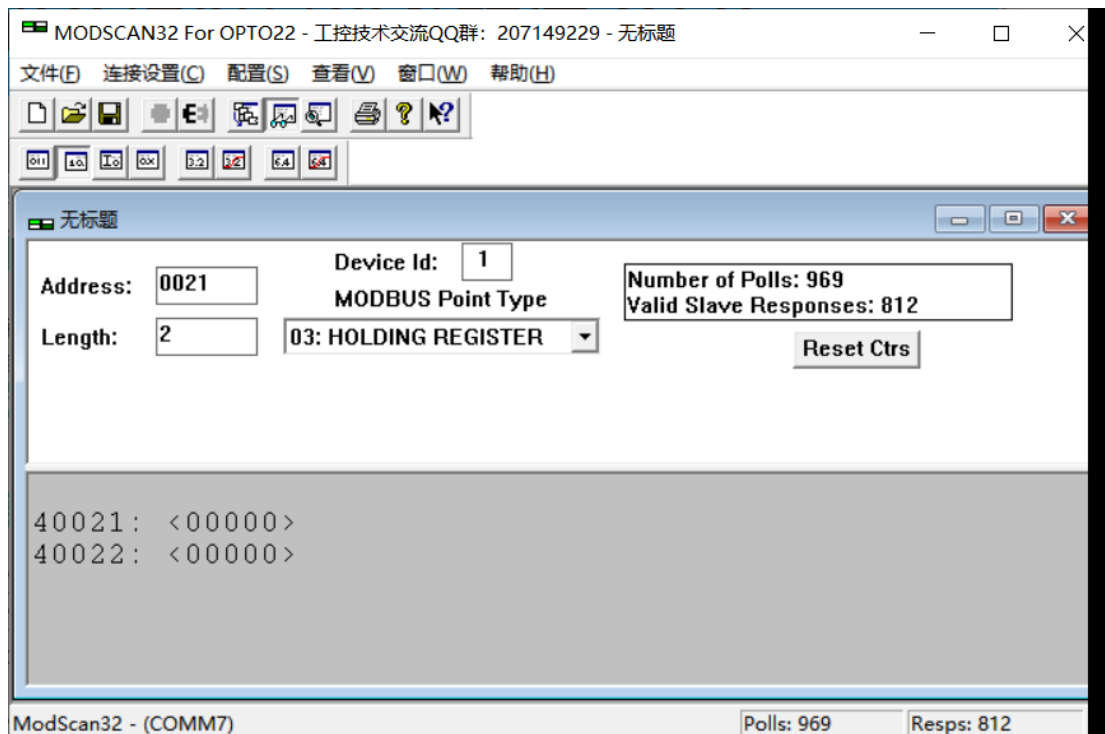 MODSCAN32 For OPTO22 - 工控技术交流QQ群：207149229 - 无标题
文件(F) 连接设置(C) 配置(S) 查看(V) 窗口(W) 帮助(H)
无标题
Device Id: 1
Address: 0021
MODBUS Point Type
Number of Polls: 969
Valid Slave Responses: 812
Length: 2
03: HOLDING REGISTER
Reset Ctrs
40021: <00000>
40022: <00000>
ModScan32 - (COMM7) Polls: 969 Resps: 812